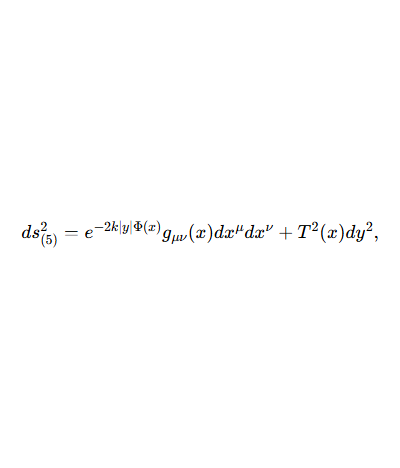 $ds^2_{(5)} = e^{-2k|y|\Phi(x)} g_{\mu\nu}(x) dx^\mu dx^\nu + T^2(x) dy^2,$